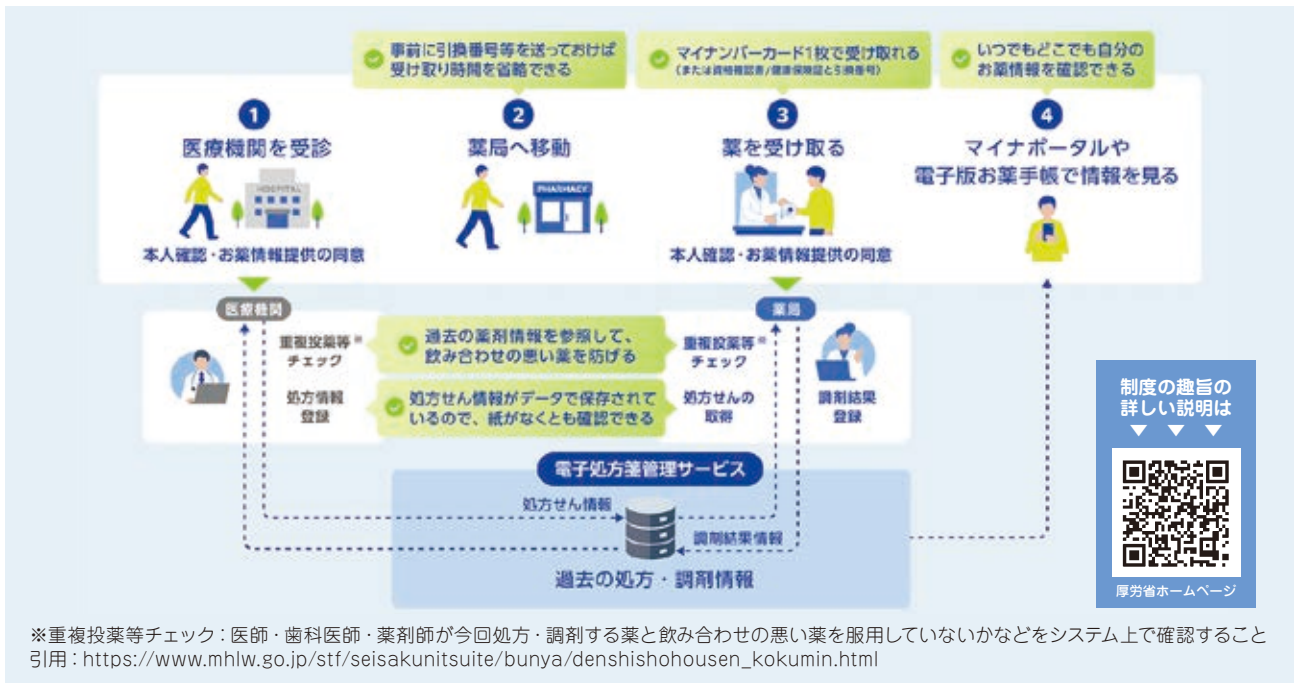 事前に引換番号等を送っておけば
受け取り時間を省略できる
マイナンバーカード1枚で受け取れる
(または資格確認書/健康保険証と引換番号)
いつでもどこでも自分の
お薬情報を確認できる
1
医療機関を受診
HOSPITAL
本人確認・お薬情報提供の同意
2
薬局へ移動
PHARMACY
3
薬を受け取る
本人確認・お薬情報提供の同意
4
マイナポータルや
電子版お薬手帳で情報を見る
医療機関
重複投薬等※
チェック
処方情報
登録
過去の薬剤情報を参照して、
飲み合わせの悪い薬を防げる
処方せん情報がデータで保存されて
いるので、紙がなくとも確認できる
薬局
重複投薬等※
チェック
処方せんの
取得
調剤結果
登録
電子処方箋管理サービス
処方せん情報
調剤結果情報
過去の処方・調剤情報
制度の趣旨の
詳しい説明は
厚労省ホームページ
※重複投薬等チェック：医師・歯科医師・薬剤師が今回処方・調剤する薬と飲み合わせの悪い薬を服用していないかなどをシステム上で確認すること
引用：https://www.mhlw.go.jp/stf/seisakunitsuite/bunya/denshishohousen_kokumin.html